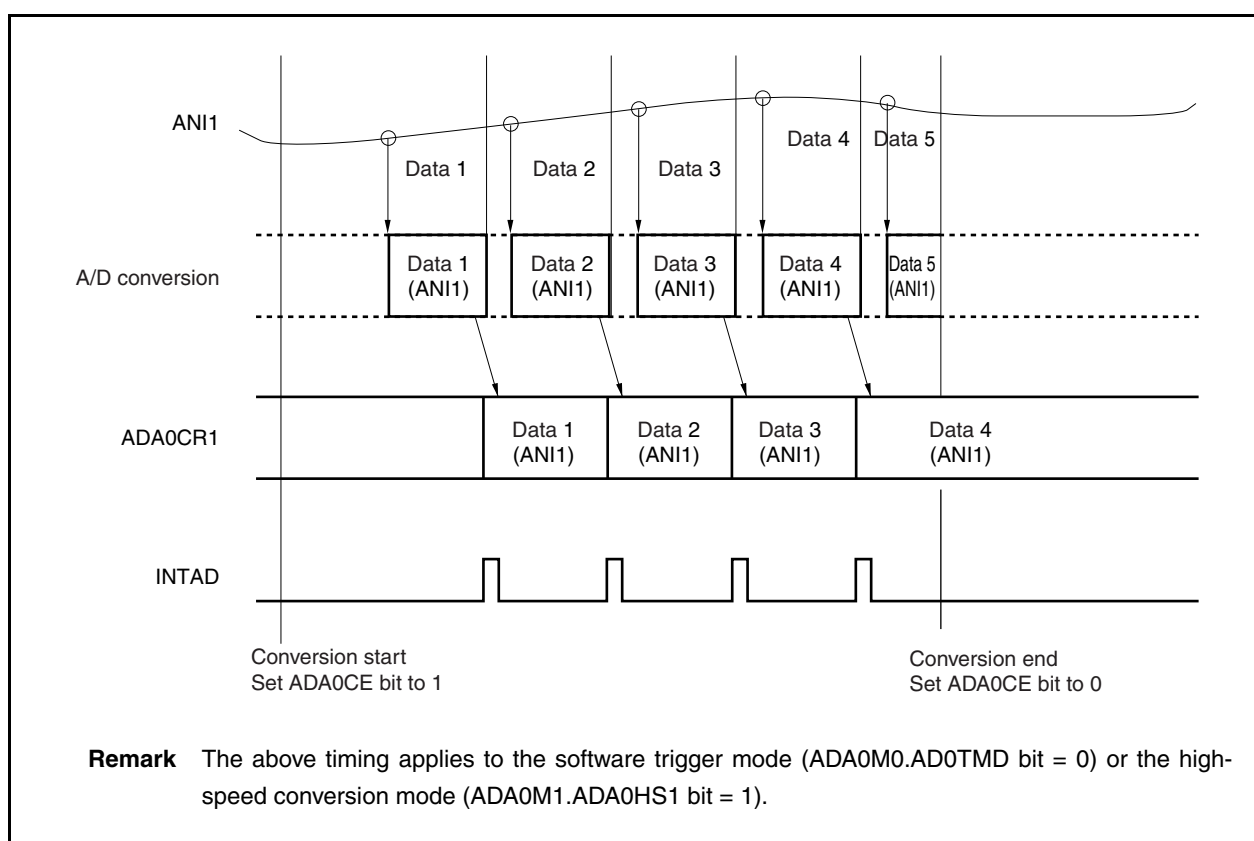 ANI1
Data 1
Data 2
Data 3
Data 4
Data 5
A/D conversion
Data 1
(ANI1)
Data 2
(ANI1)
Data 3
(ANI1)
Data 4
(ANI1)
Data 5
(ANI1)
ADA0CR1
Data 1
(ANI1)
Data 2
(ANI1)
Data 3
(ANI1)
Data 4
(ANI1)
INTAD
Conversion start
Set ADA0CE bit to 1
Conversion end
Set ADA0CE bit to 0
Remark The above timing applies to the software trigger mode (ADA0M0.AD0TMD bit = 0) or the high-
speed conversion mode (ADA0M1.ADA0HS1 bit = 1).